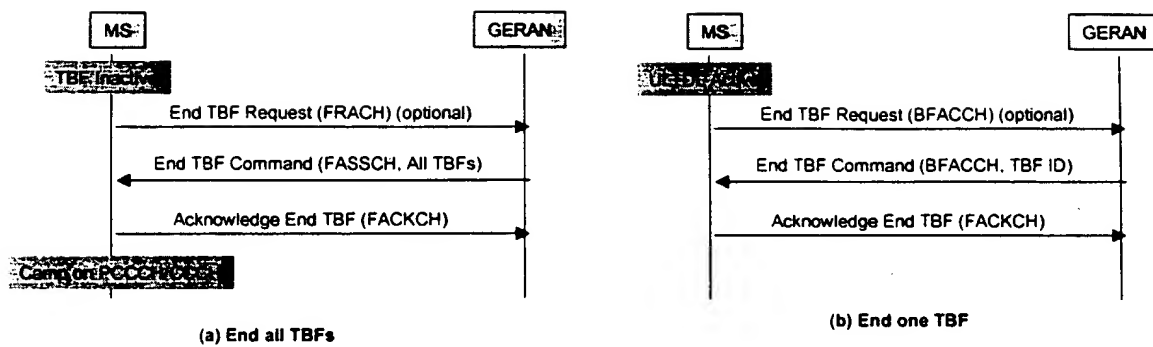 MS
GERAN
TBF Inactive
End TBF Request (FRACH) (optional)
End TBF Command (FASSCH, All TBFs)
Acknowledge End TBF (FACKCH)
Camp on PCCCH/CCCH
(a) End all TBFs
MS
GERAN
End TBF Request (BFACCH) (optional)
End TBF Command (BFACCH, TBF ID)
Acknowledge End TBF (FACKCH)
(b) End one TBF